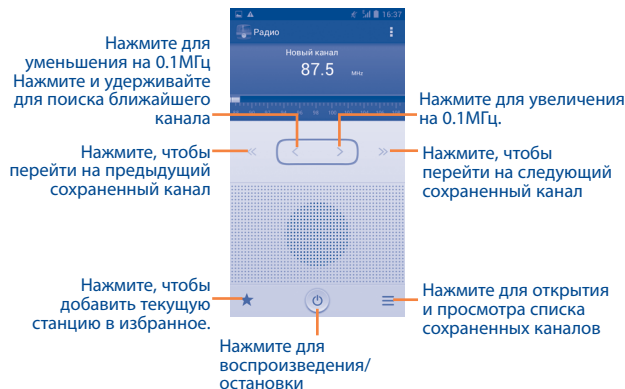 16:37
Радио
Новый канал
87.5 MHz
Нажмите для
уменьшения на 0.1МГц
Нажмите и удерживайте
для поиска ближайшего
канала
Нажмите для увеличения
на 0.1МГц.
Нажмите, чтобы
перейти на предыдущий
сохраненный канал
Нажмите, чтобы
перейти на следующий
сохраненный канал
Нажмите, чтобы
добавить текущую
станцию в избранное.
Нажмите для открытия
и просмотра списка
сохраненных каналов
Нажмите для
воспроизведения/
остановки